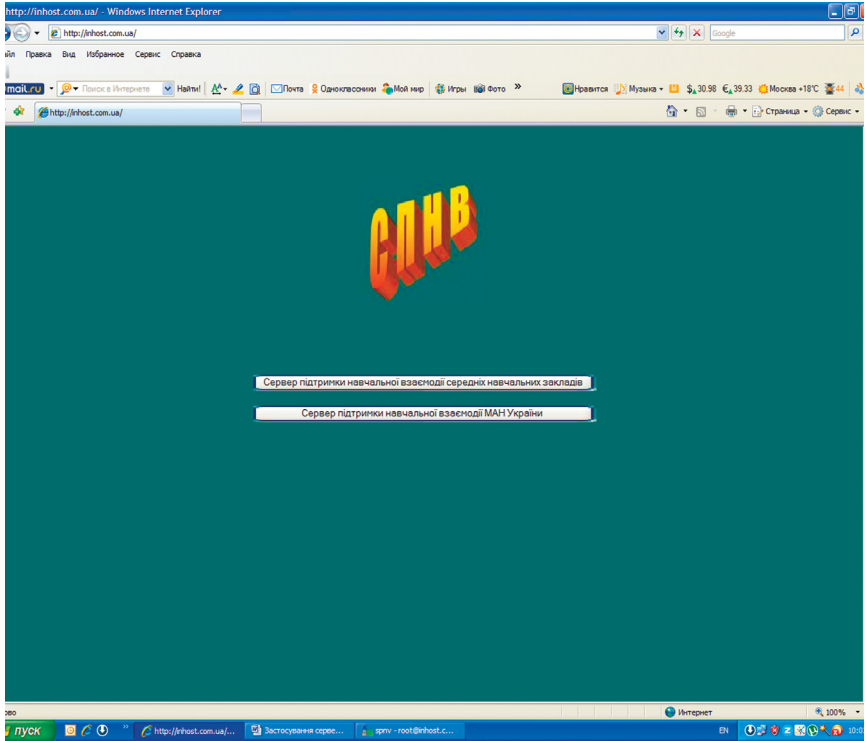 http://inhost.com.ua/ - Windows Internet Explorer
http://inhost.com.ua/
Google
Правка Вид Избранное Сервис Справка
@mail.ru Поиск в Интернете Найти! Почта Одноклассники Мой мир Игры Фото » Нравится Музыка $ 30.98 € 39.33 Москва +18°C 44
http://inhost.com.ua/
Страница Сервис
СПНВ
Сервер підтримки навчальної взаємодії середніх навчальних закладів
Сервер підтримки навчальної взаємодії МАН України
Интернет 100%
пуск » http://inhost.com.ua/... Застосування серве... spnv - root@inhost.c... EN